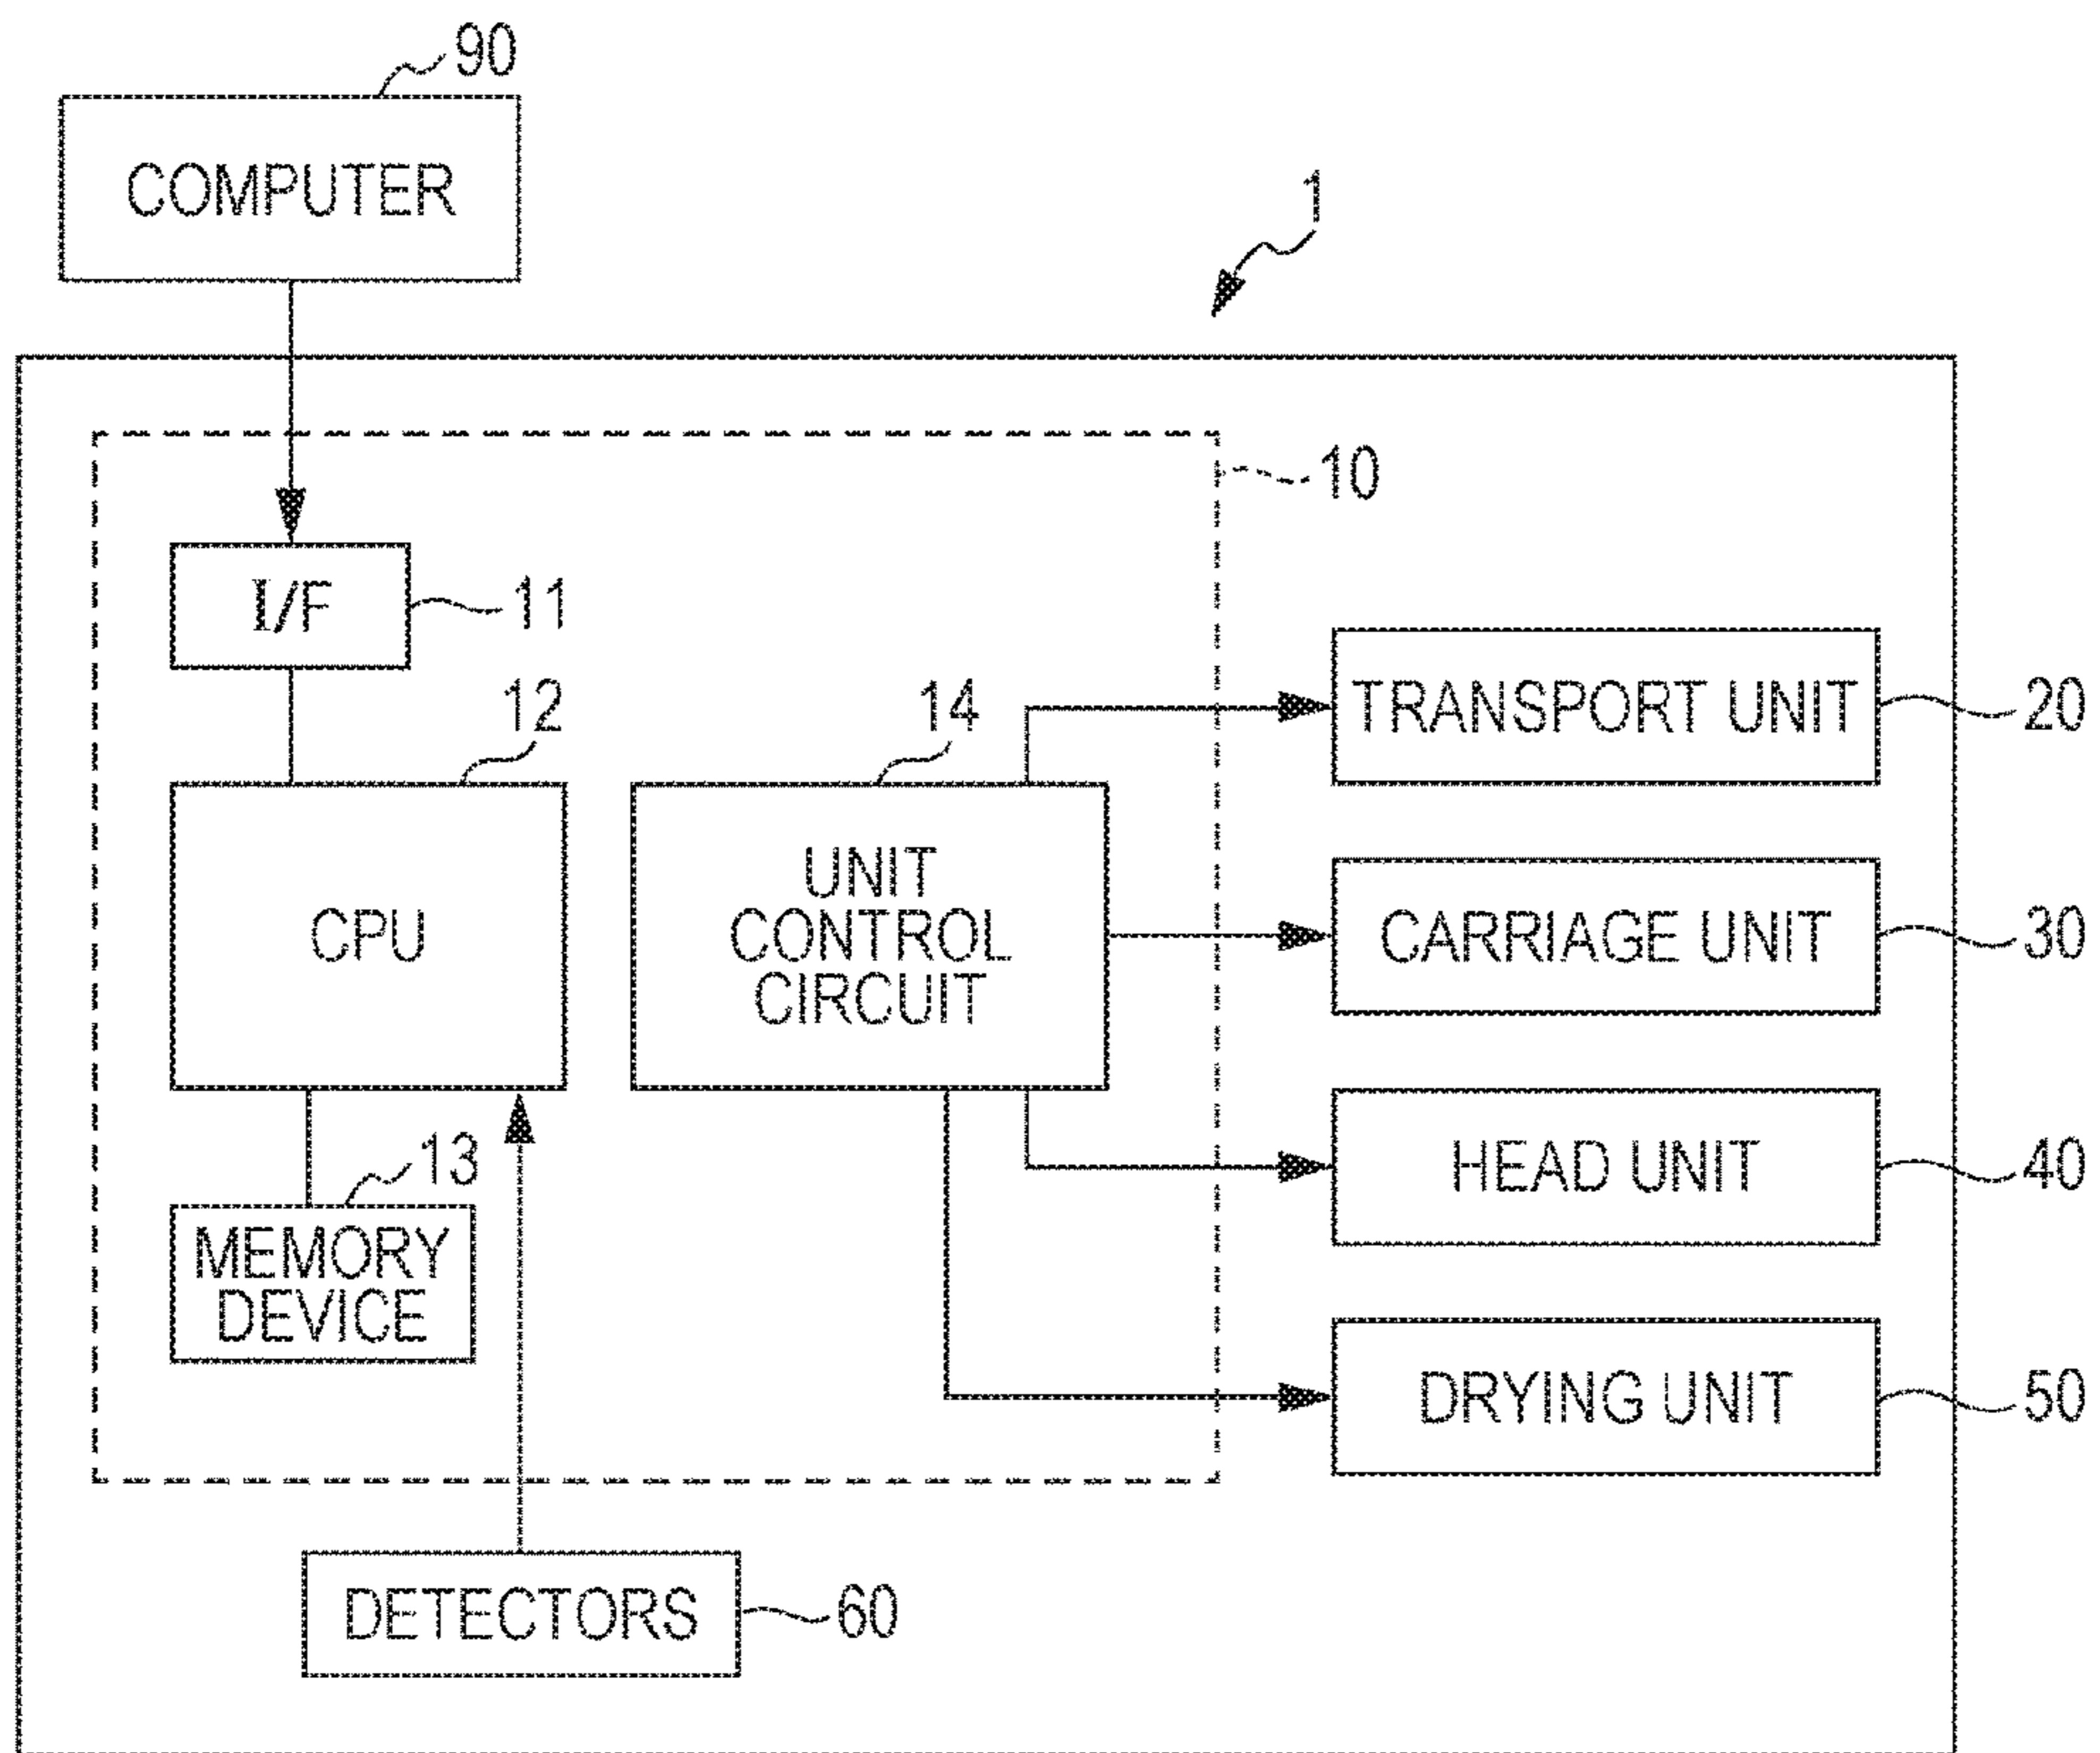 90
COMPUTER
1
10
I/F
11
12
14
TRANSPORT UNIT
20
CPU
UNIT
CONTROL
CIRCUIT
CARRIAGE UNIT
30
13
MEMORY
DEVICE
HEAD UNIT
40
DRYING UNIT
50
DETECTORS
60